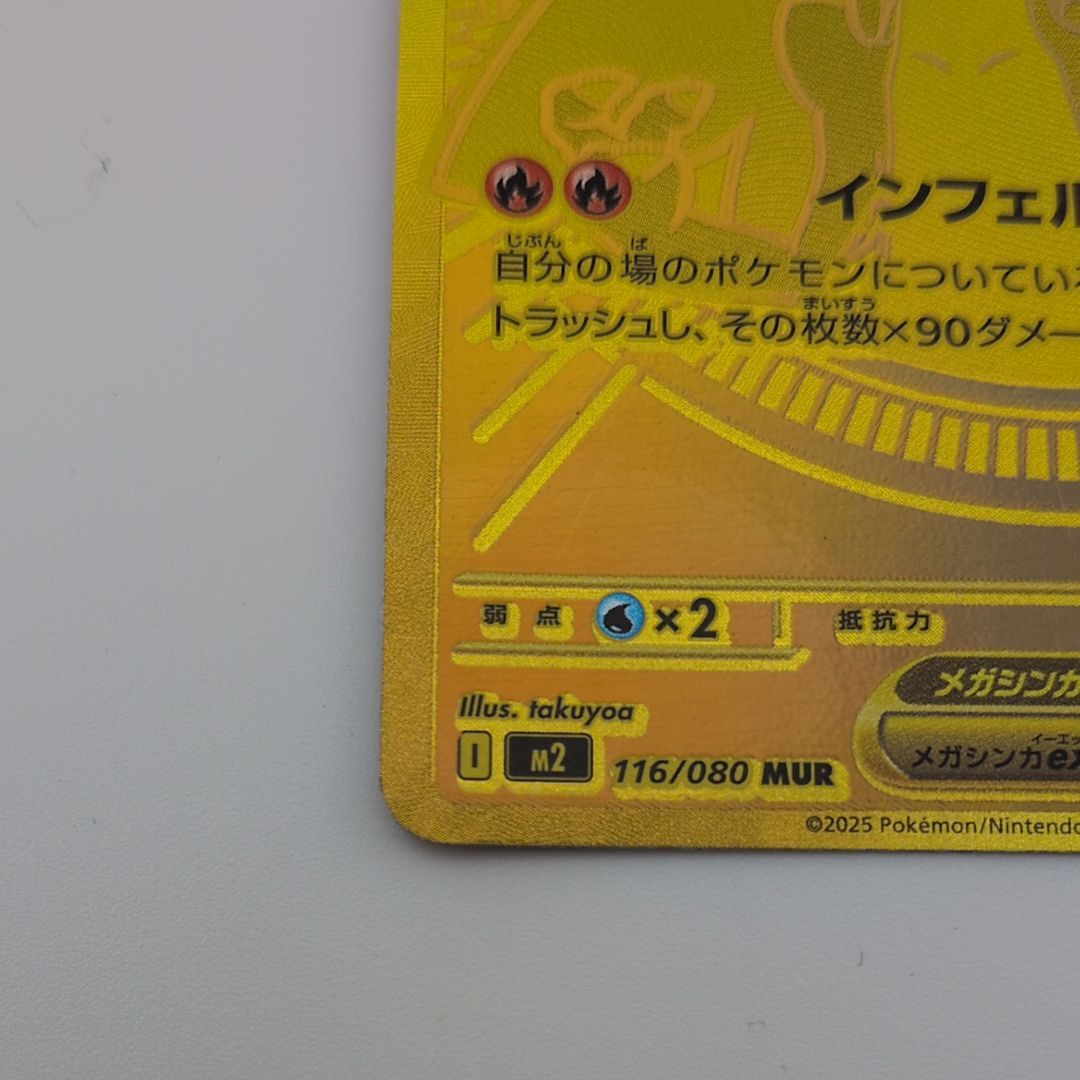 インフェル
じぶん ば
自分の場のポケモンについてい
まいすう
トラッシュし、その枚数×90ダメー
弱点 ×2 抵抗力
メガシンカ
Illus. takuyoa
イーエッ
メガシンカex
I M2 116/080 MUR
©2025 Pokémon/Nintendo